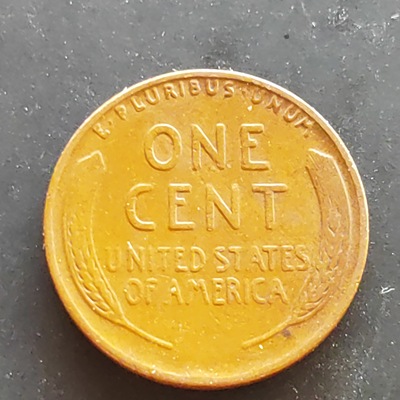 E·PLURIBUS·UNUM
ONE
CENT
UNITED STATES
OF AMERICA